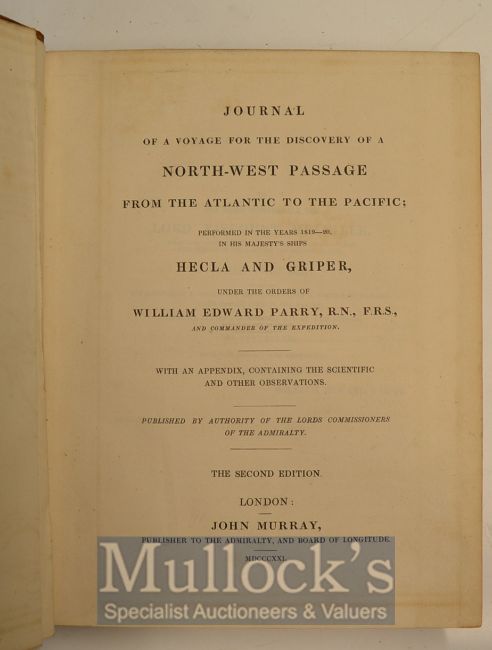 JOURNAL
OF A VOYAGE FOR THE DISCOVERY OF A
NORTH-WEST PASSAGE
FROM THE ATLANTIC TO THE PACIFIC;
PERFORMED IN THE YEARS 1819—20,
IN HIS MAJESTY'S SHIPS
HECLA AND GRIPER,
UNDER THE ORDERS OF
WILLIAM EDWARD PARRY, R.N., F.R.S.,
AND COMMANDER OF THE EXPEDITION.
WITH AN APPENDIX, CONTAINING THE SCIENTIFIC
AND OTHER OBSERVATIONS.
PUBLISHED BY AUTHORITY OF THE LORDS COMMISSIONERS
OF THE ADMIRALTY.
THE SECOND EDITION.
LONDON:
JOHN MURRAY,
PUBLISHER TO THE ADMIRALTY, AND BOARD OF LONGITUDE.
MDCCCXXI.
Mullock's
Specialist Auctioneers & Valuers